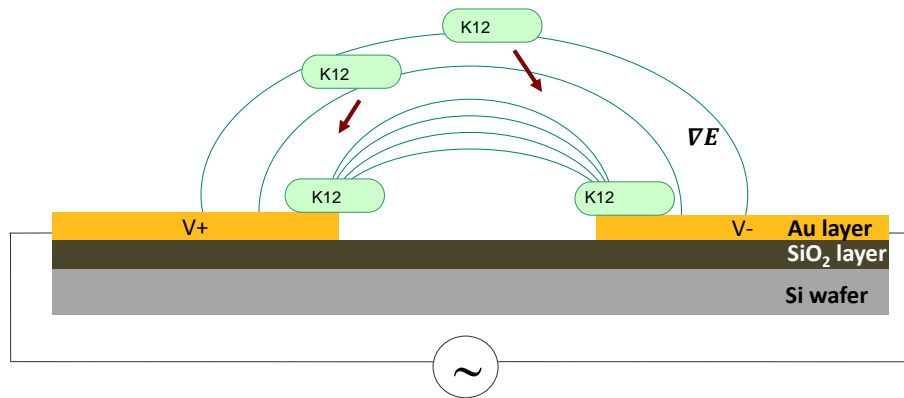 K12
K12
∇E
K12
K12
V+
V-
Au layer
SiO₂ layer
Si wafer
~